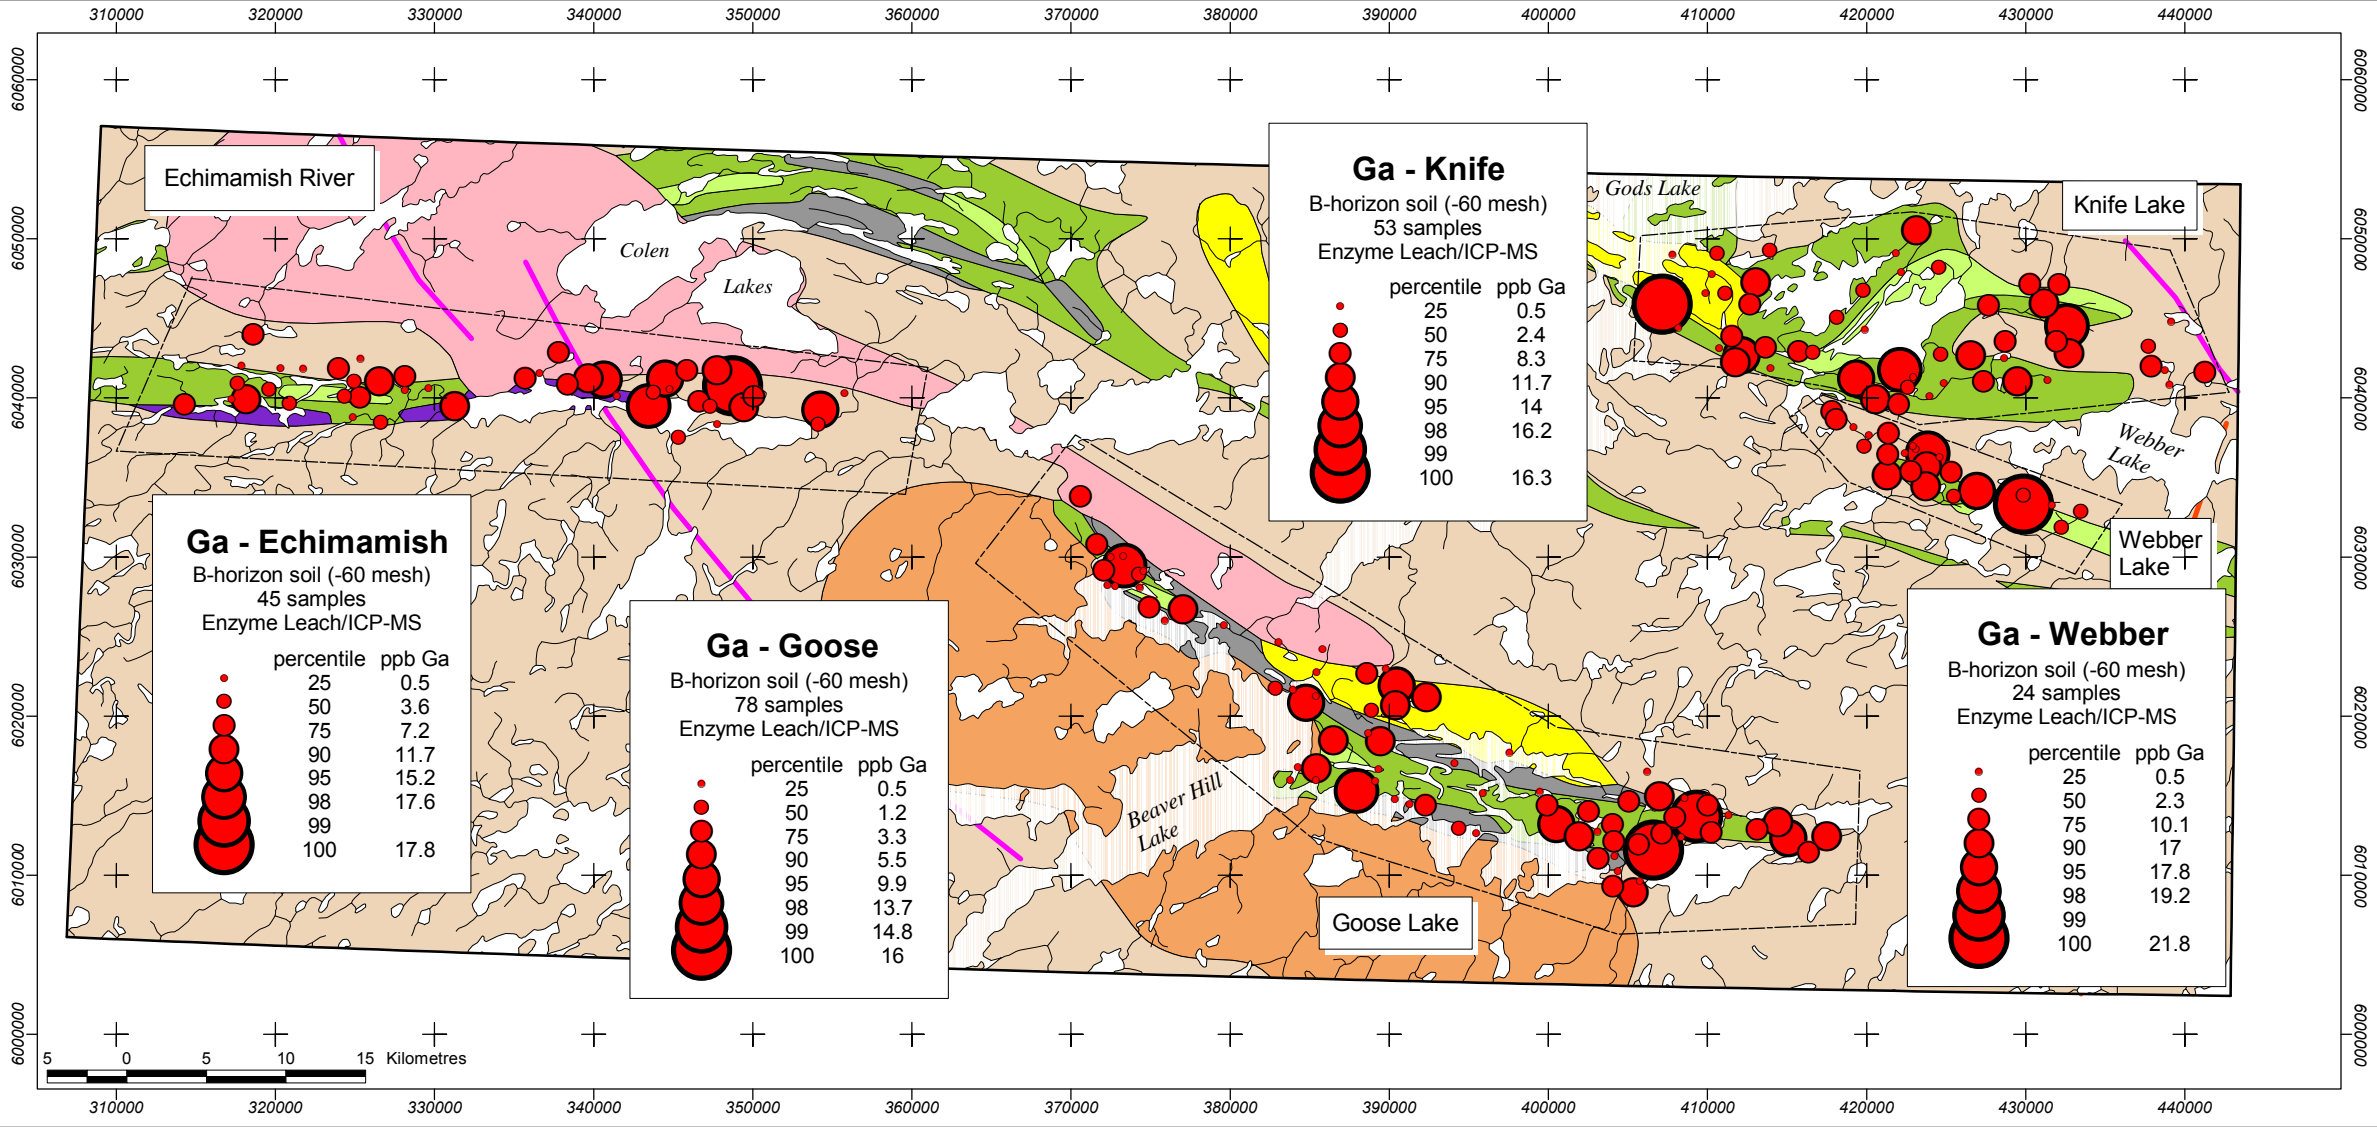 310000 320000 330000 340000 350000 360000 370000 380000 390000 400000 410000 420000 430000 440000
6060000 6060000
6050000 6050000
6040000 6040000
6030000 6030000
6020000 6020000
6010000 6010000
6000000 6000000
Echimamish River
Colen
Lakes
Gods Lake
Knife Lake
Webber
Lake
Webber
Lake
Beaver Hill
Lake
Goose Lake
Ga - Knife
B-horizon soil (-60 mesh)
53 samples
Enzyme Leach/ICP-MS
percentile ppb Ga
25 0.5
50 2.4
75 8.3
90 11.7
95 14
98 16.2
99
100 16.3
Ga - Echimamish
B-horizon soil (-60 mesh)
45 samples
Enzyme Leach/ICP-MS
percentile ppb Ga
25 0.5
50 3.6
75 7.2
90 11.7
95 15.2
98 17.6
99
100 17.8
Ga - Goose
B-horizon soil (-60 mesh)
78 samples
Enzyme Leach/ICP-MS
percentile ppb Ga
25 0.5
50 1.2
75 3.3
90 5.5
95 9.9
98 13.7
99 14.8
100 16
Ga - Webber
B-horizon soil (-60 mesh)
24 samples
Enzyme Leach/ICP-MS
percentile ppb Ga
25 0.5
50 2.3
75 10.1
90 17
95 17.8
98 19.2
99
100 21.8
5 0 5 10 15 Kilometres
310000 320000 330000 340000 350000 360000 370000 380000 390000 400000 410000 420000 430000 440000